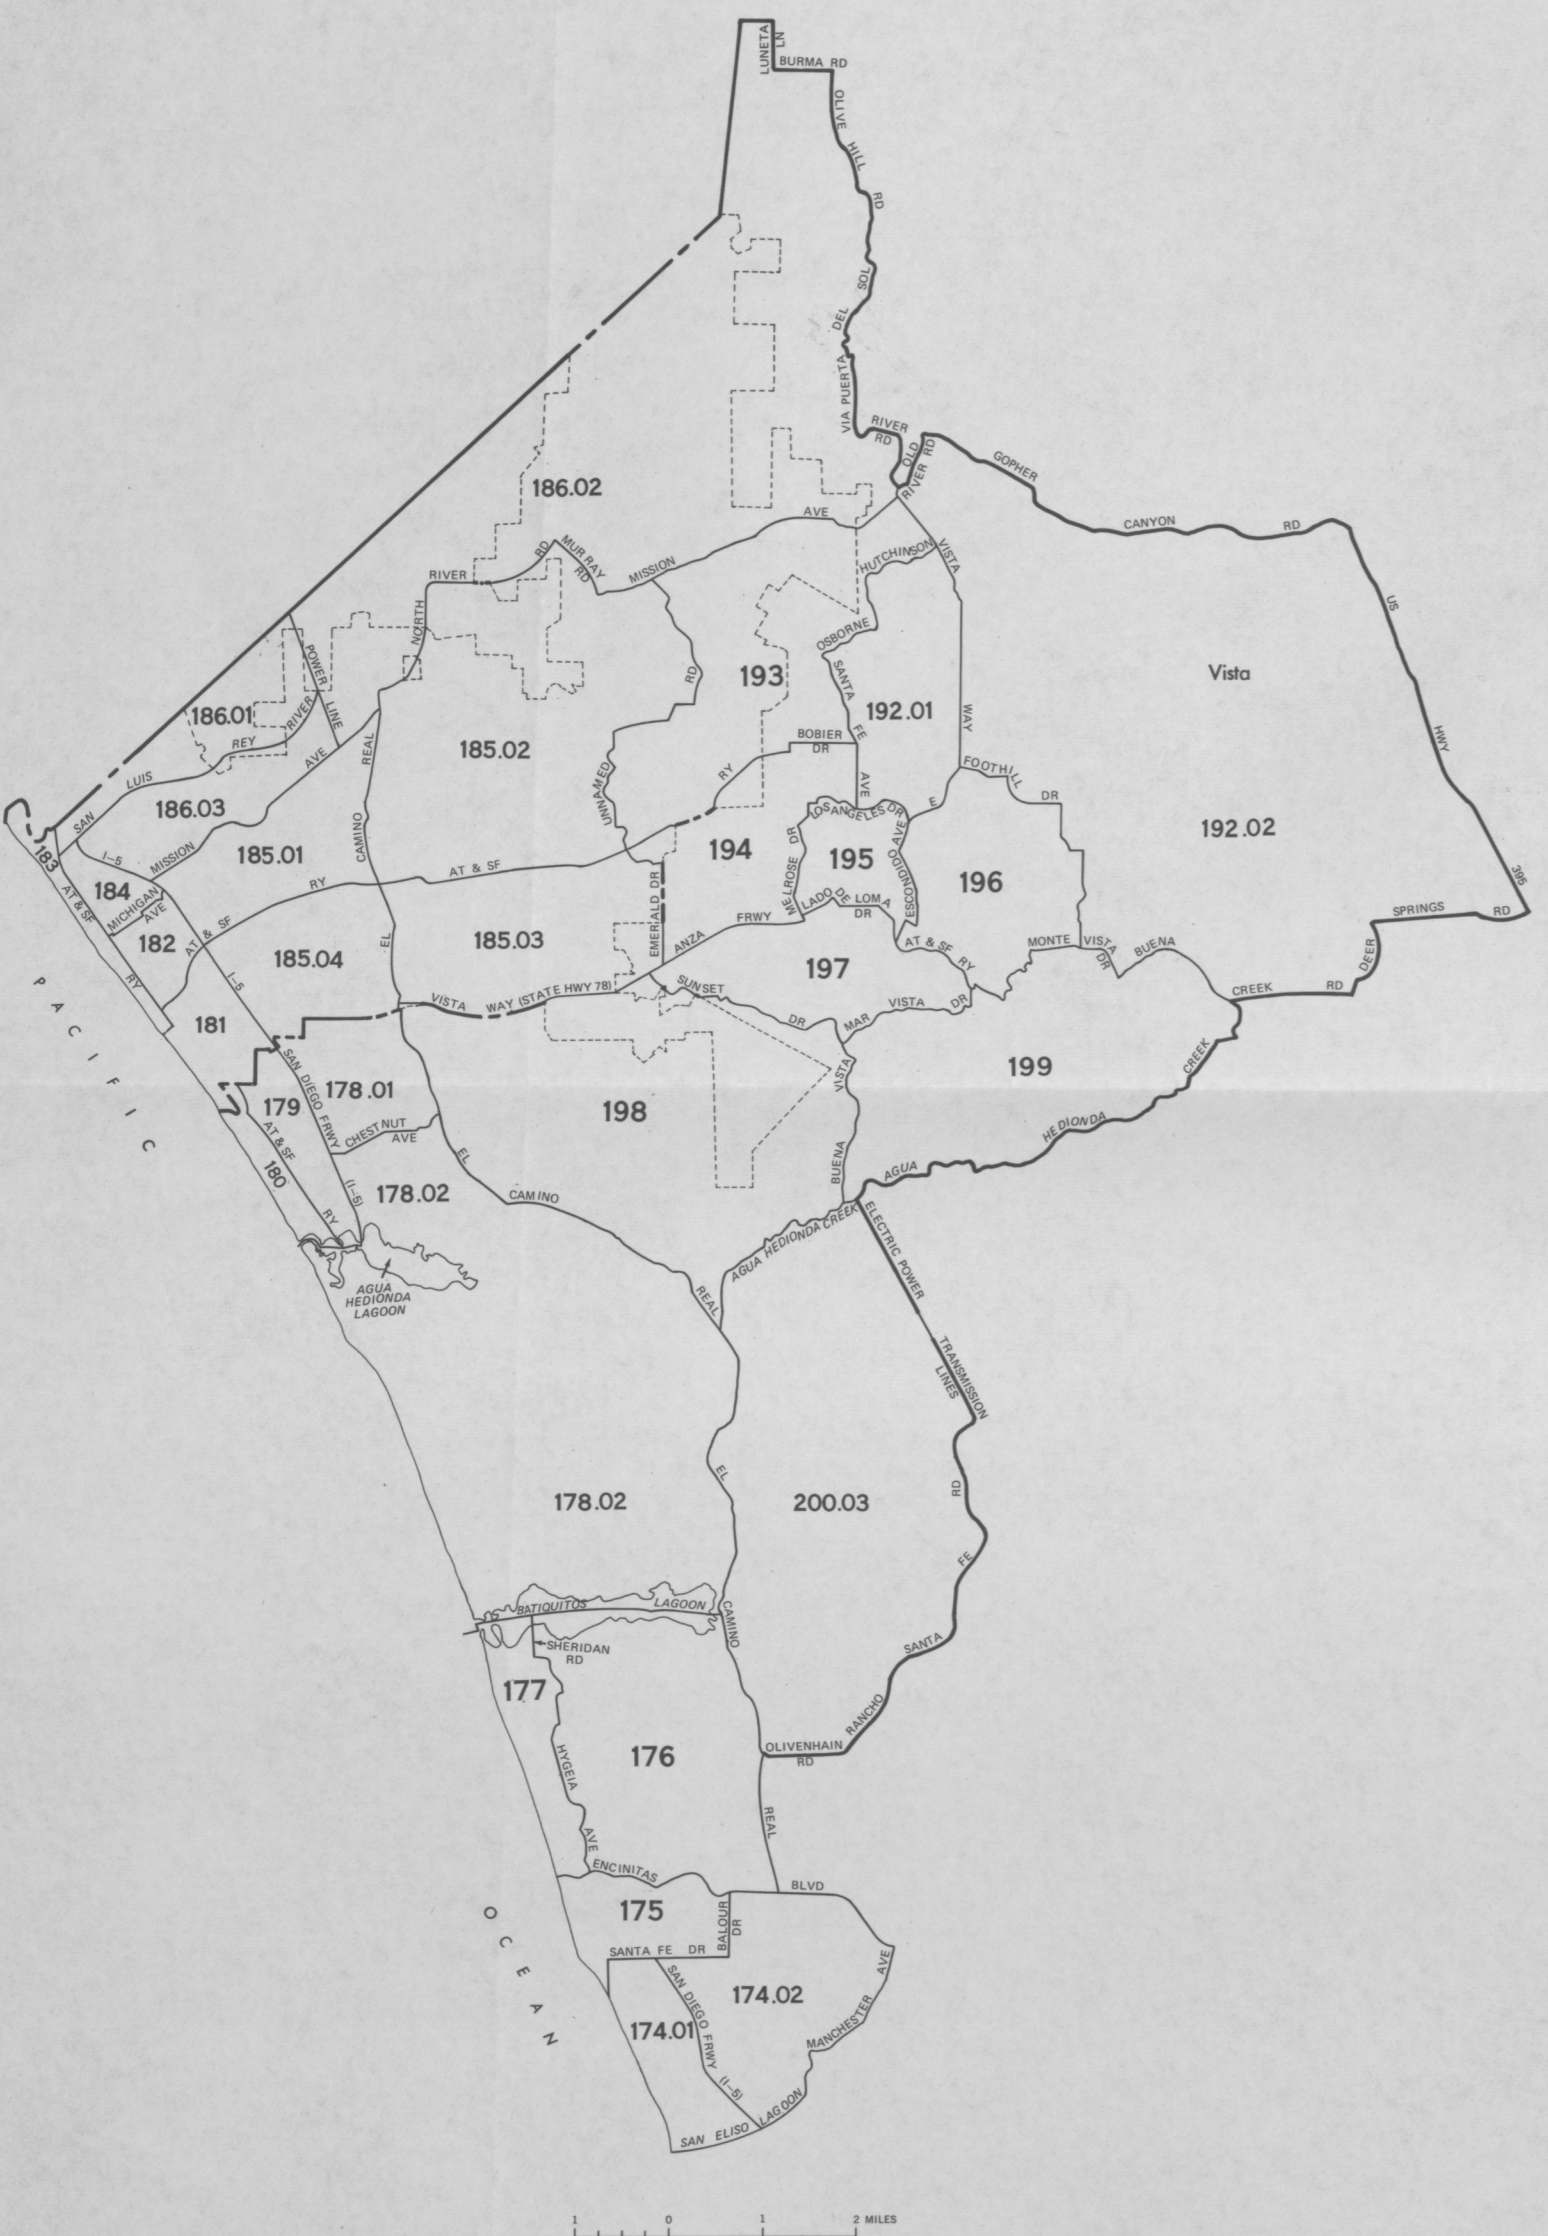 LUNETA
LN
BURMA RD
OLIVE HILL RD
VIA PUERTA DEL SOL
RIVER
RD
OLD
RIVER RD
GOPHER CANYON RD
US HWY 395
186.02
AVE
MISSION
MURRAY
RD
RIVER
RD
NORTH
HUTCHINSON
VISTA
WAY
OSBORNE
SANTA
FE
AVE
193
192.01
Vista
POWER
LINE
186.01
REY
RIVER
LUIS
SAN
186.03
AVE
MISSION
REAL
CAMINO
EL
185.02
RD
UNNAMED
BOBIER
DR
RY
FOOTHILL
DR
LOS ANGELES DR
E
192.02
183
I-5
185.01
184
MICHIGAN
AVE
AT & SF
RY
182
AT & SF
RY
AT & SF
194
195
MELROSE DR
LADO DE LOMA
DR
ESCONDIDO AVE
196
SPRINGS RD
DEER
EMERALD DR
ANZA
FRWY
185.03
185.04
I-5
AT & SF RY
MONTE VISTA
DR
BUENA
CREEK RD
197
VISTA WAY (STATE HWY 78)
SUNSET
DR
MAR
VISTA
DR
181
PACIFIC
SAN DIEGO FRWY
(I-5)
178.01
179
CHESTNUT
AVE
198
199
VISTA
BUENA
CREEK
HEDIONDA
AGUA
AT & SF
RY
180
178.02
EL
CAMINO
REAL
AGUA HEDIONDA CREEK
ELECTRIC POWER
TRANSMISSION
LINES
AGUA
HEDIONDA
LAGOON
178.02
EL
200.03
RD
FE
SANTA
RANCHO
BATIQUITOS LAGOON
CAMINO
SHERIDAN
RD
177
176
HYGEIA
AVE
OLIVENHAIN
RD
REAL
ENCINITAS
BLVD
OCEAN
175
BALOUR
DR
SANTA FE DR
SAN DIEGO FRWY
(I-5)
174.02
174.01
AVE
MANCHESTER
SAN ELISO LAGOON
1 0 1 2 MILES